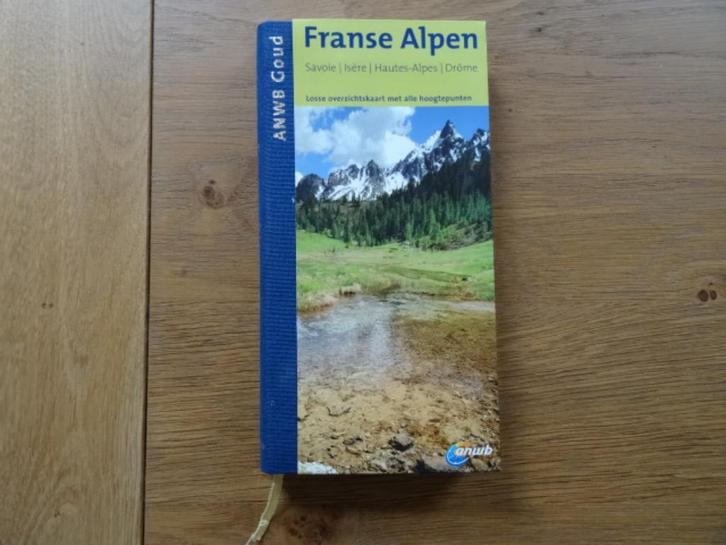 ANWB Goud
Franse Alpen
Savoie | Isère | Hautes-Alpes | Drôme
Losse overzichtskaart met alle hoogtepunten
anwb